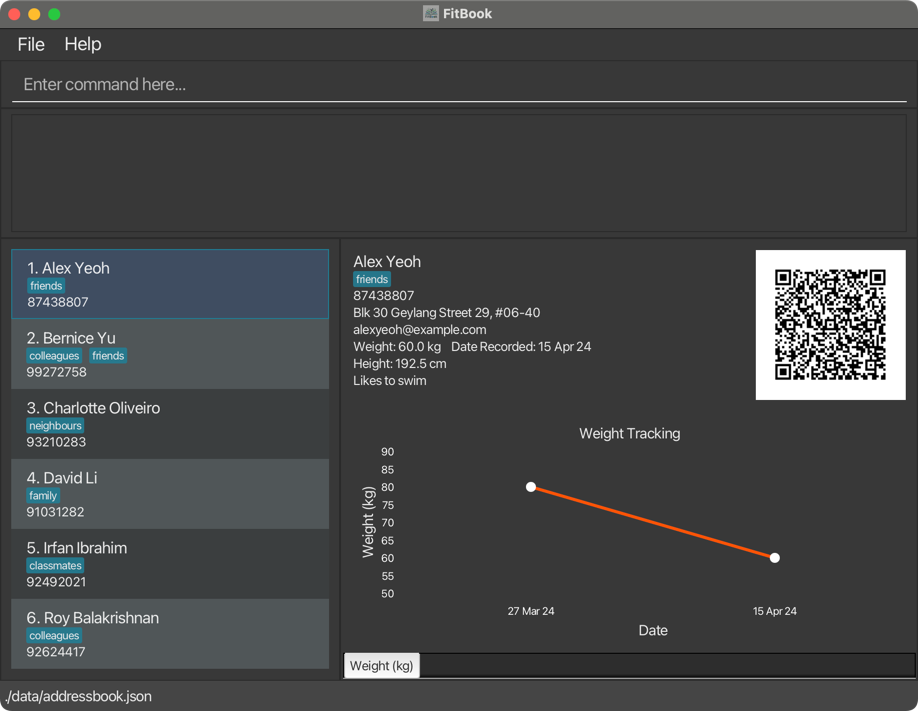 FitBook
File Help
Enter command here...
1. Alex Yeoh
friends
87438807
2. Bernice Yu
colleagues friends
99272758
3. Charlotte Oliveiro
neighbours
93210283
4. David Li
family
91031282
5. Irfan Ibrahim
classmates
92492021
6. Roy Balakrishnan
colleagues
92624417
Alex Yeoh
friends
87438807
Blk 30 Geylang Street 29, #06-40
alexyeoh@example.com
Weight: 60.0 kg Date Recorded: 15 Apr 24
Height: 192.5 cm
Likes to swim
Weight Tracking
Weight (kg)
90
85
80
75
70
65
60
55
50
27 Mar 24 15 Apr 24
Date
Weight (kg)
./data/addressbook.json